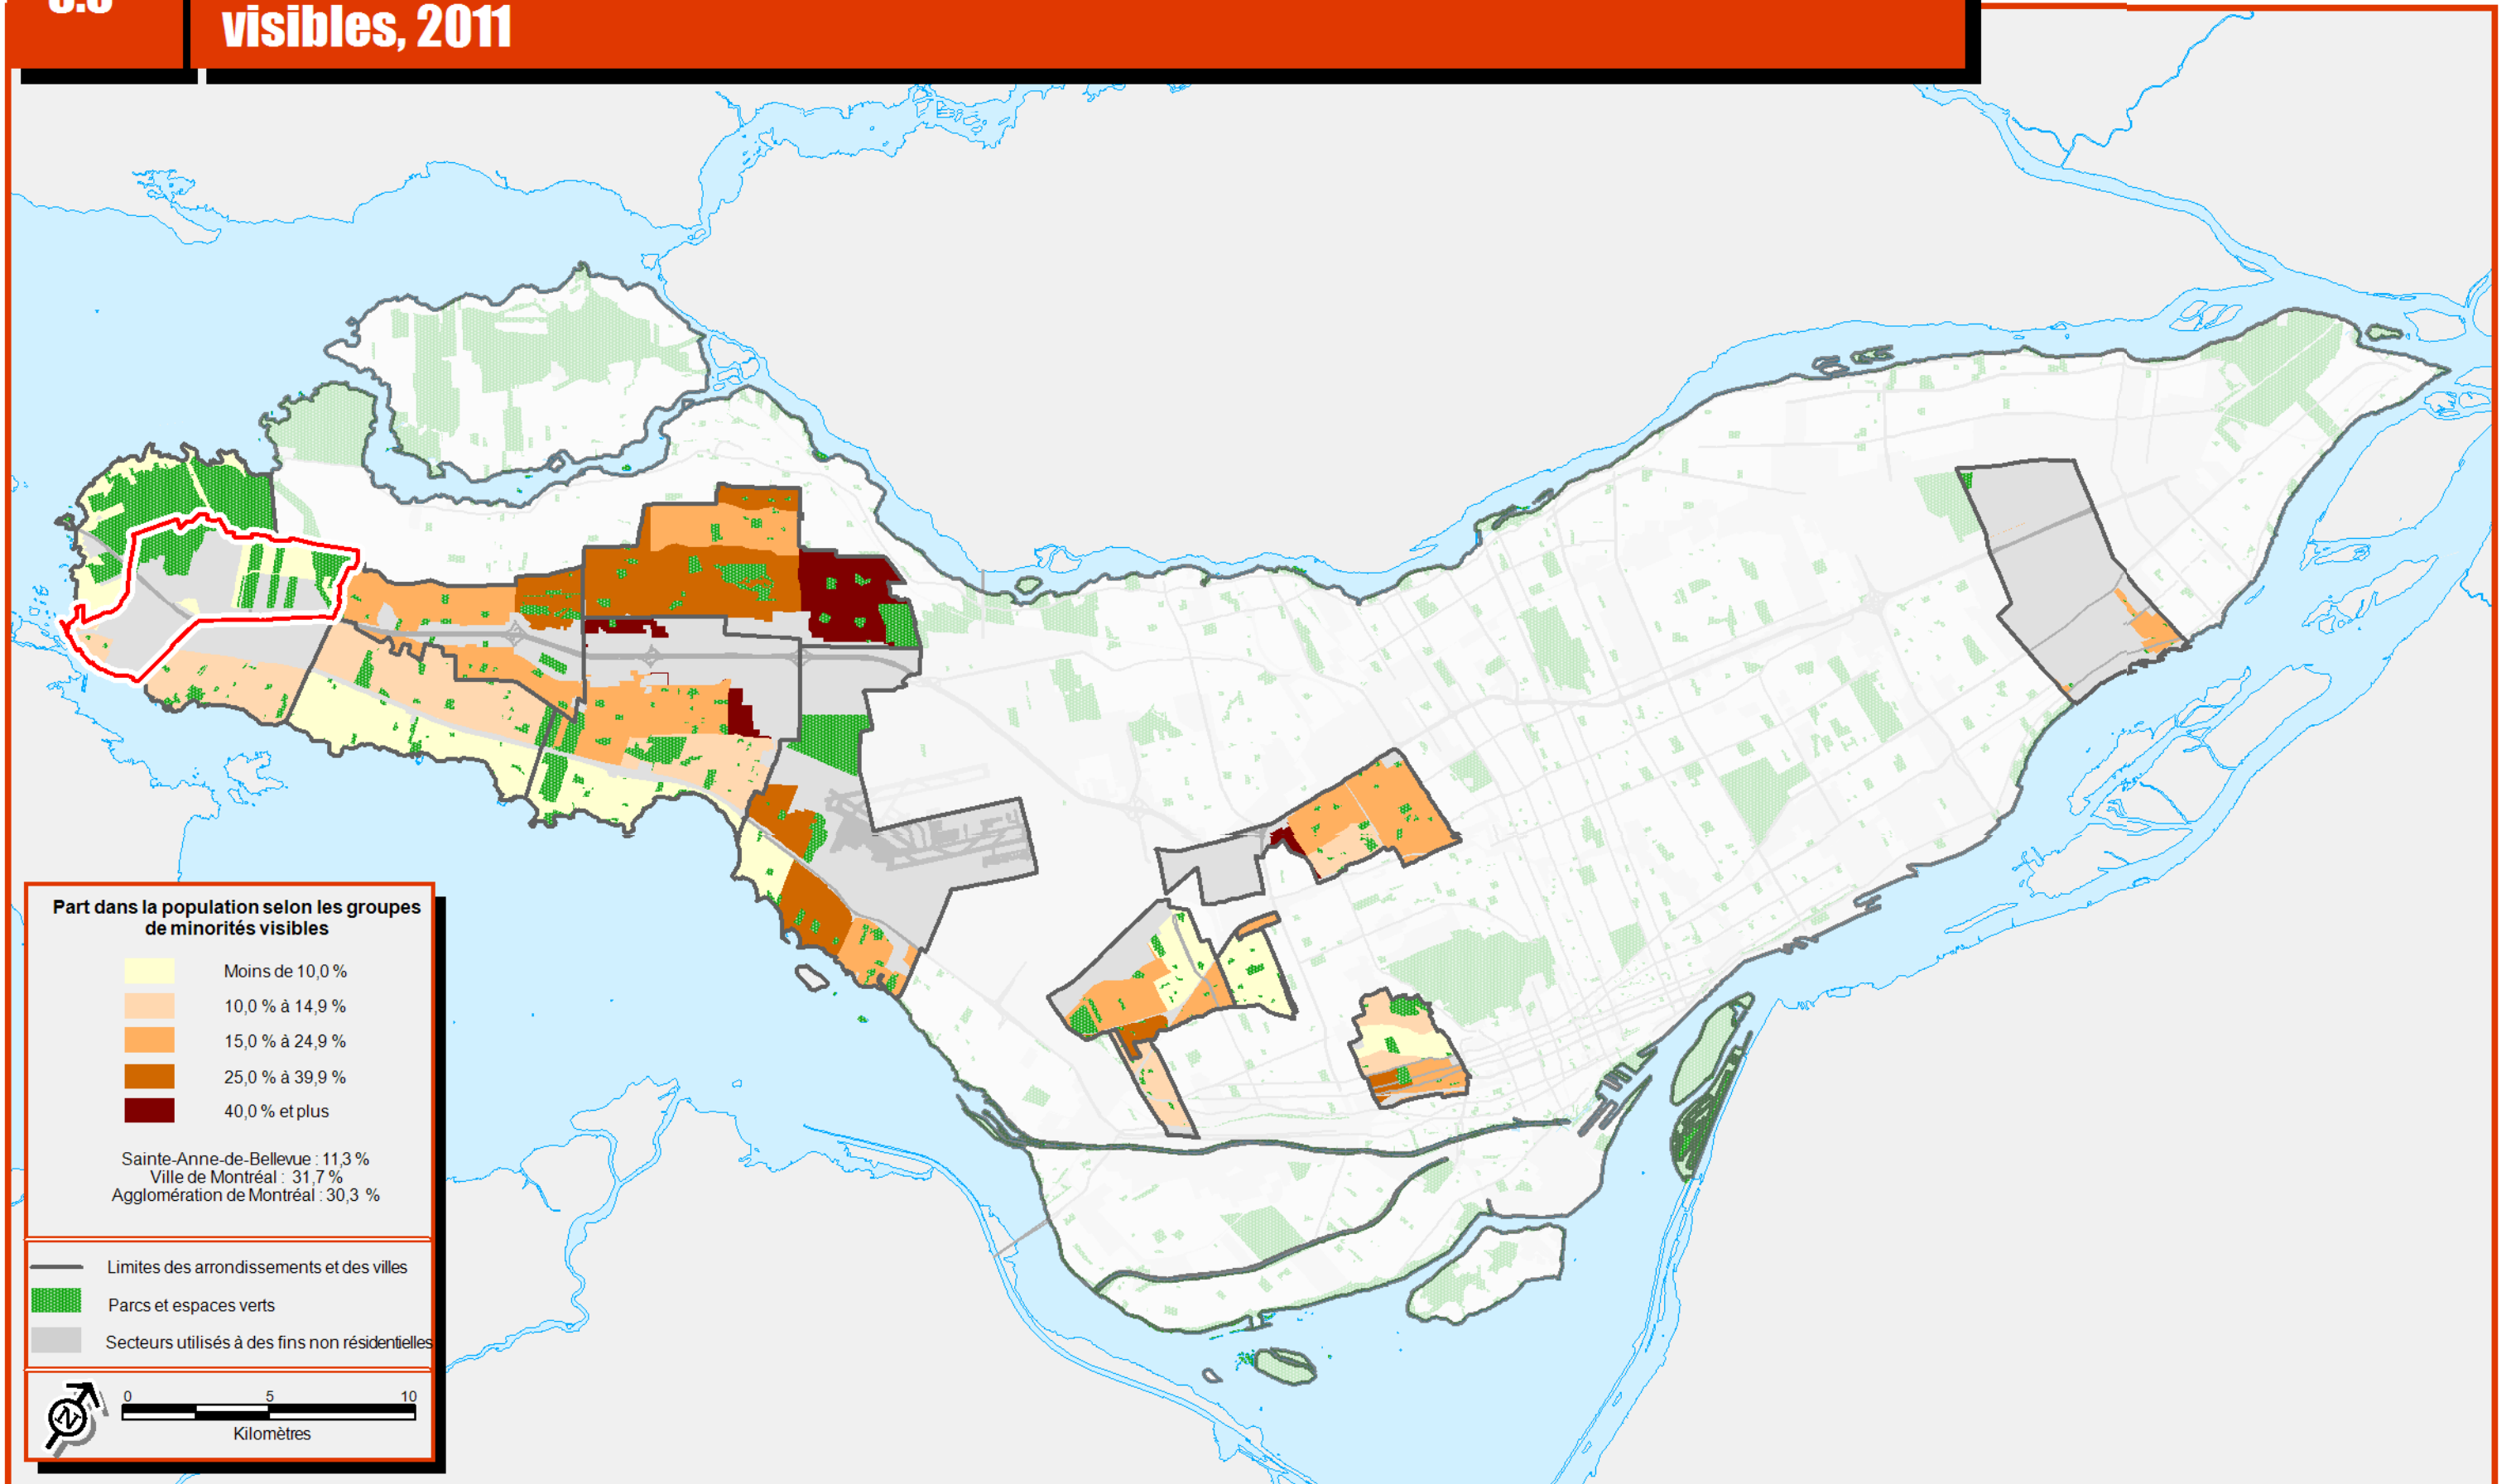 visibles, 2011
Part dans la population selon les groupes
de minorités visibles
Moins de 10,0 %
10,0 % à 14,9 %
15,0 % à 24,9 %
25,0 % à 39,9 %
40,0 % et plus
Sainte-Anne-de-Bellevue : 11,3 %
Ville de Montréal : 31,7 %
Agglomération de Montréal : 30,3 %
Limites des arrondissements et des villes
Parcs et espaces verts
Secteurs utilisés à des fins non résidentielles
N
0 5 10
Kilomètres